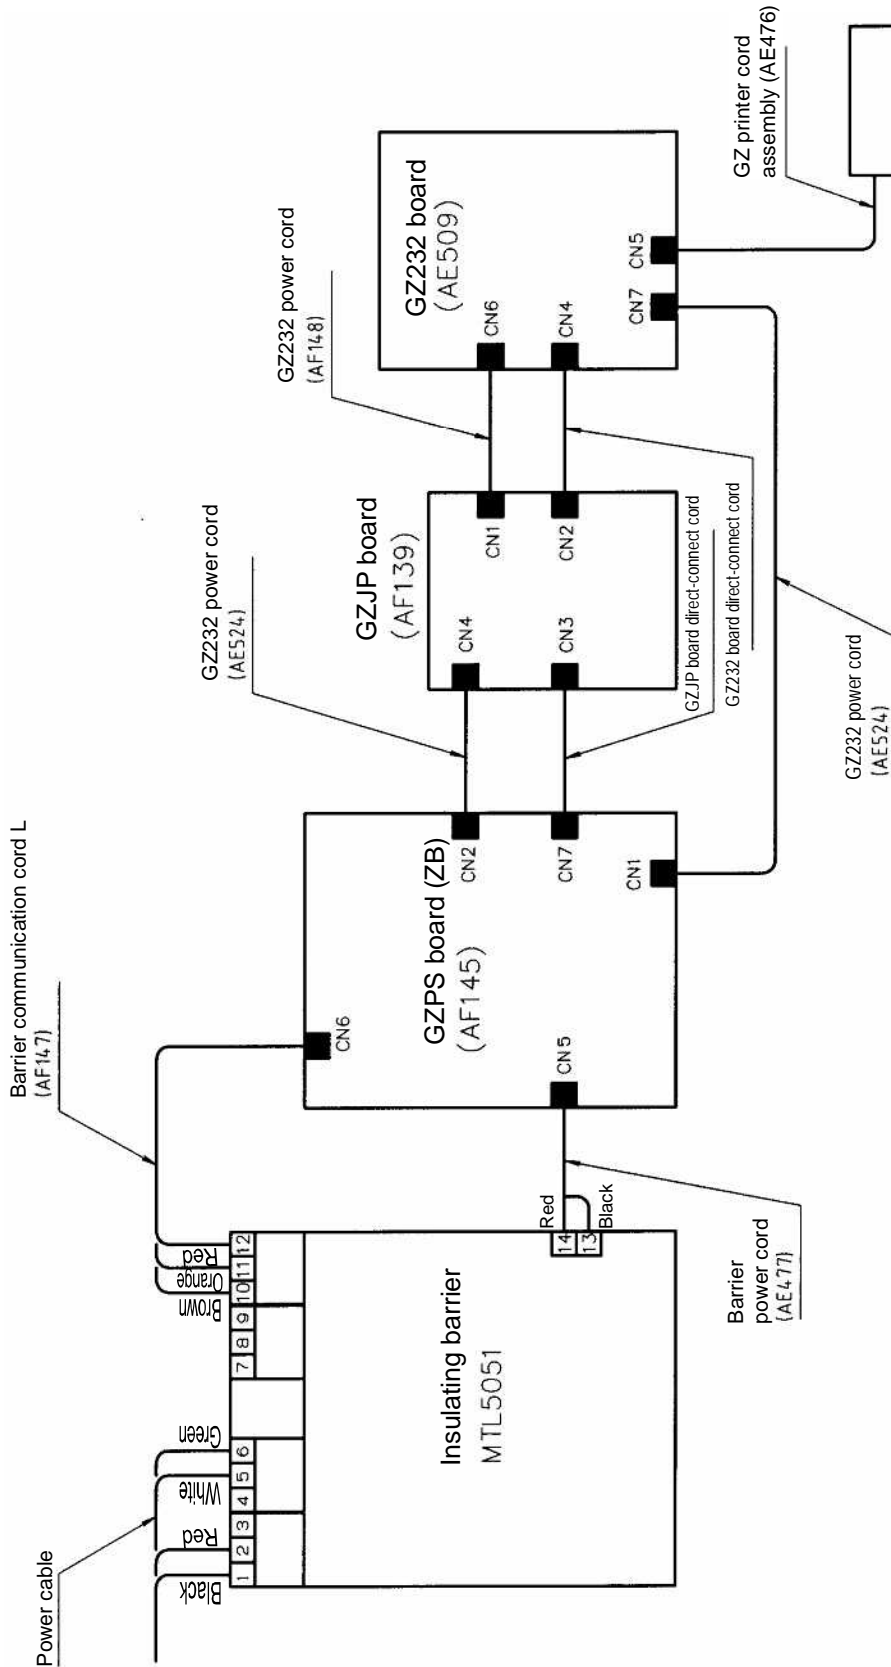 Power cable
Black
Red
White
Green
1
2
3
4
5
6
7
8
9
10
11
12
Brown
Orange
Red
Barrier communication cord L
(AF147)
Insulating barrier
MTL5051
14
13
Red
Black
Barrier
power cord
(AE477)
CN6
CN5
GZPS board (ZB)
(AF145)
CN2
CN7
CN1
GZ232 power cord
(AE524)
GZJP board
(AF139)
CN4
CN3
CN1
CN2
GZJP board direct-connect cord
GZ232 board direct-connect cord
GZ232 power cord
(AF148)
GZ232 board
(AE509)
CN6
CN4
CN7
CN5
GZ232 power cord
(AE524)
GZ printer cord
assembly (AE476)